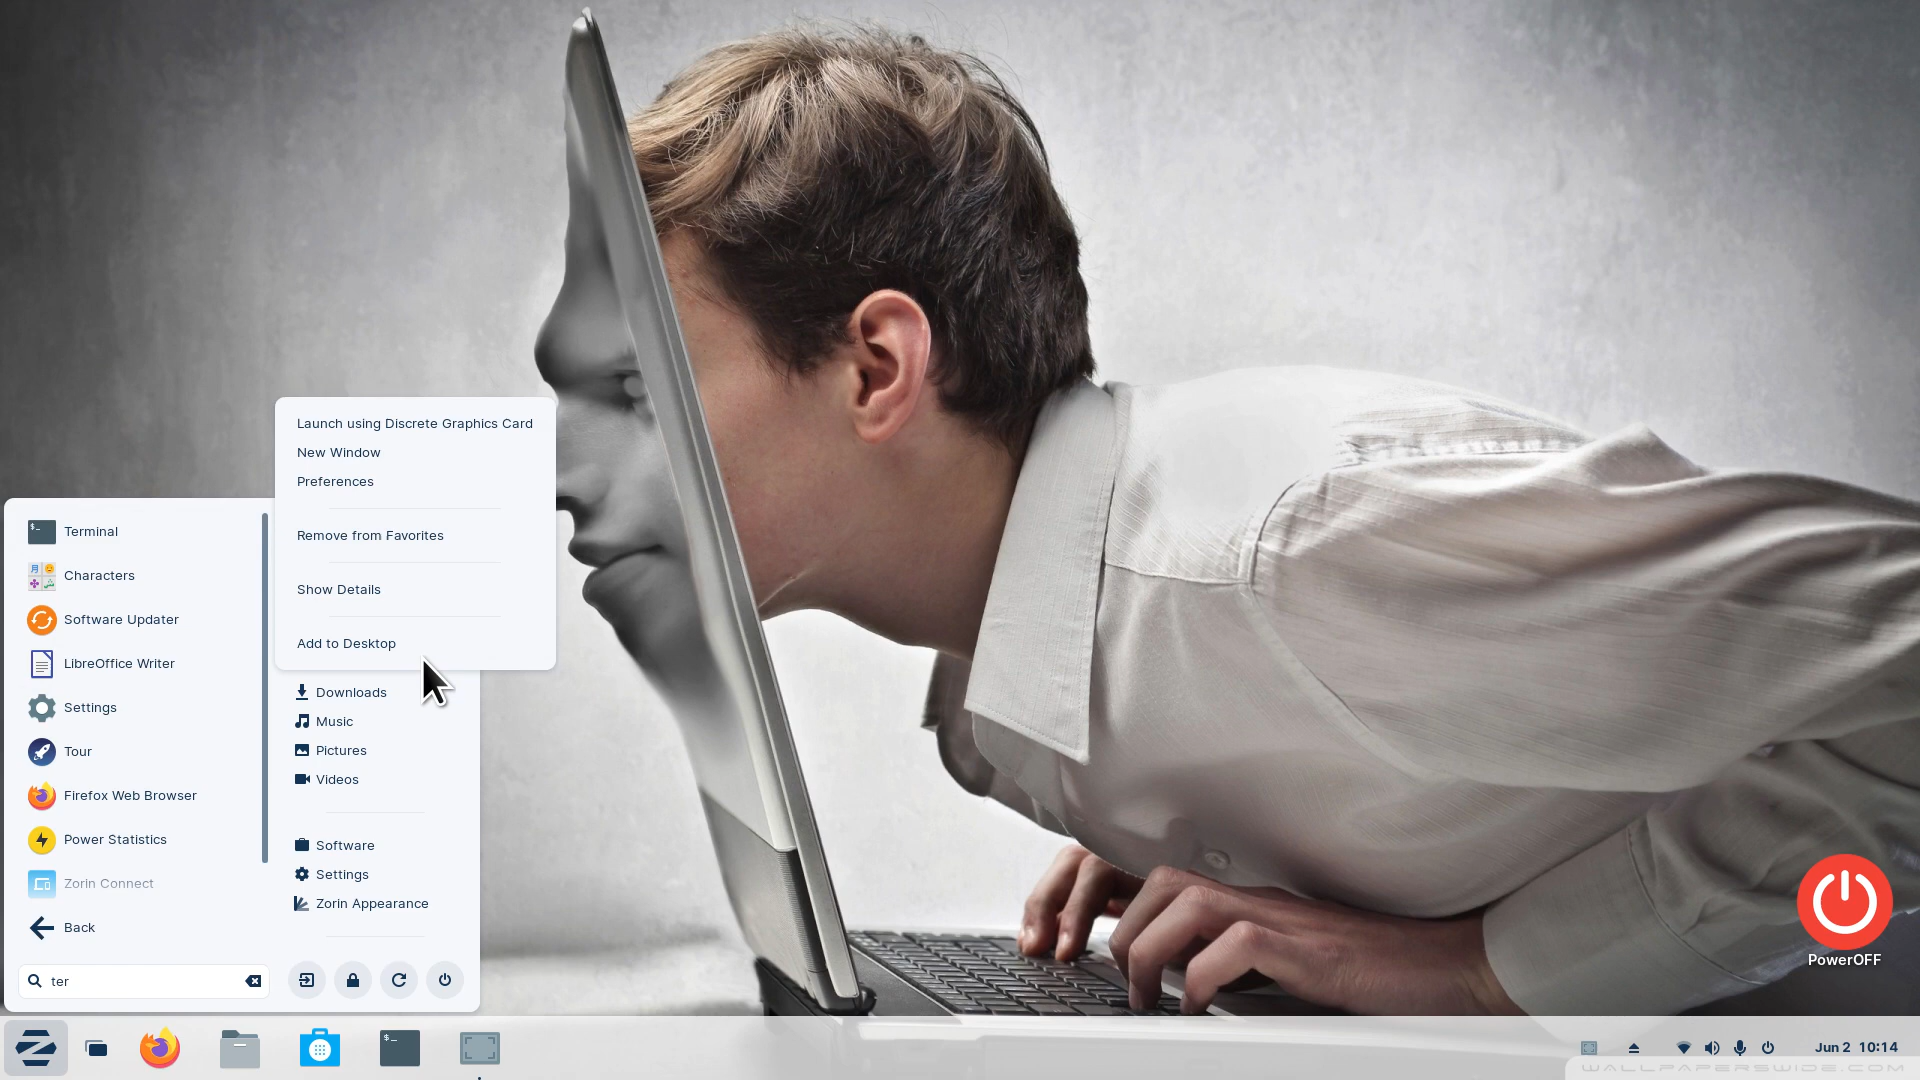 Launch using Discrete Graphics Card
New Window
Preferences
Remove from Favorites
Show Details
Add to Desktop
Terminal
Characters
Software Updater
LibreOffice Writer
Settings
Tour
Firefox Web Browser
Power Statistics
Zorin Connect
Back
ter
Downloads
Music
Pictures
Videos
Software
Settings
Zorin Appearance
PowerOFF
$_
Jun 2 10:14
WALLPAPERSWIDE.COM